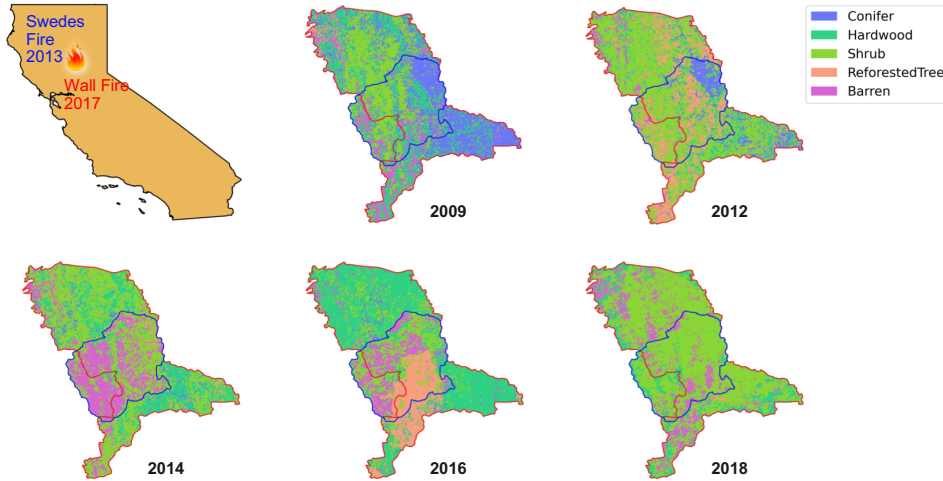 Swedes
Fire
2013
Wall Fire
2017
2009
2012
Conifer
Hardwood
Shrub
ReforestedTree
Barren
2014
2016
2018